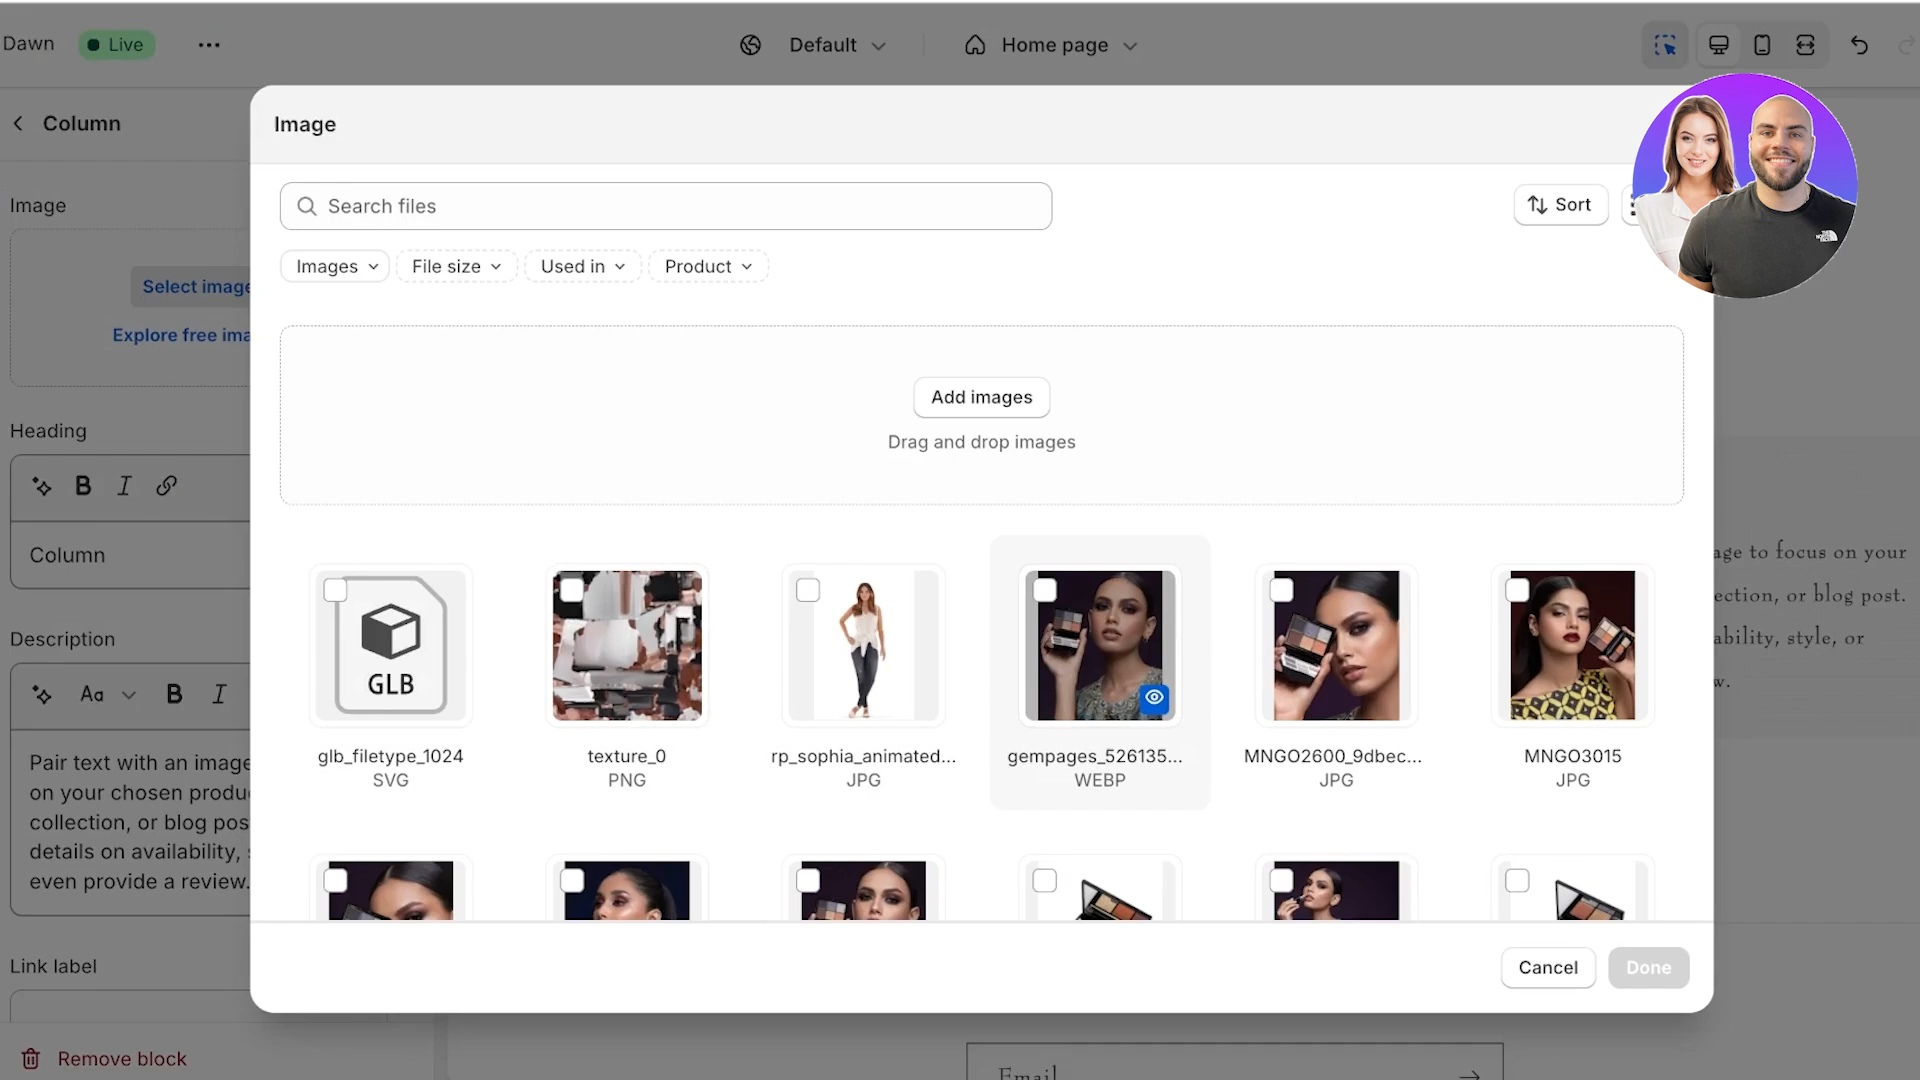 Dawn
Live
Default
Home page
Column
Image
Image
Search files
Sort
Select image
Explore free ima
Images
File size
Used in
Product
Add images
Drag and drop images
Heading
B I
Column
Description
Aa B I
Pair text with an image
on your chosen produ
collection, or blog pos
details on availability,
even provide a review.
Link label
Remove block
GLB
glb_filetype_1024
SVG
texture_0
PNG
rp_sophia_animated...
JPG
gempages_526135...
WEBP
MNGO2600_9dbec...
JPG
MNGO3015
JPG
age to focus on your
ection, or blog post.
ability, style, or
w.
Cancel
Done
Email
THE NORTH FACE